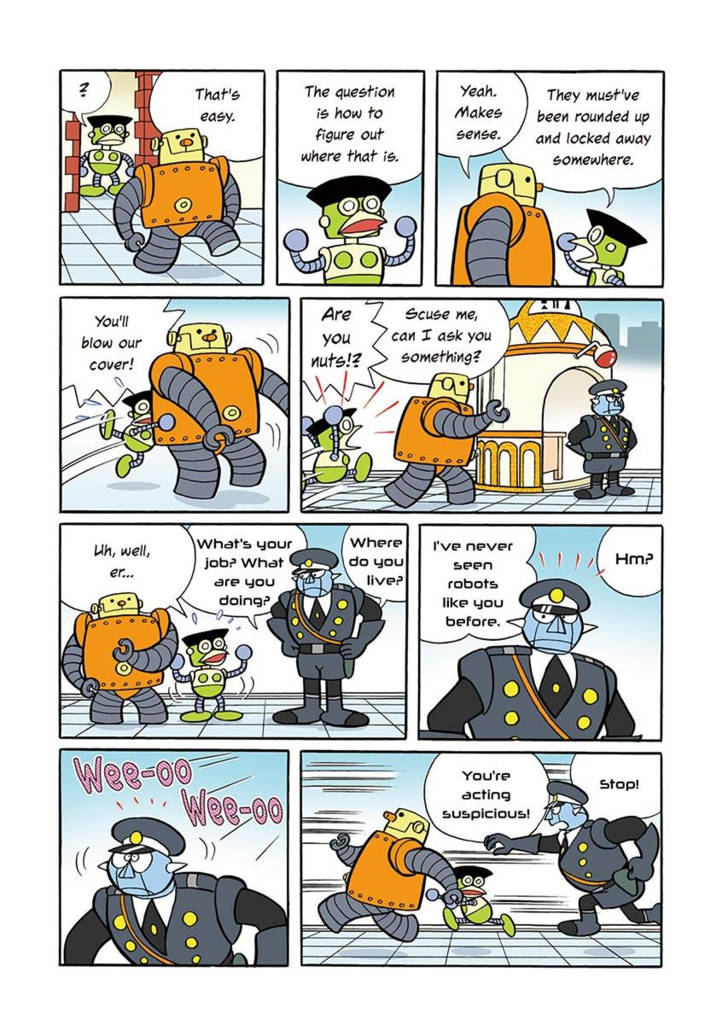 They must've
been rounded up
and locked away
somewhere.
Yeah.
Makes
sense.
The question
is how to
figure out
where that is.
That's
easy.
?
Scuse me,
can I ask you
something?
Are
you
nuts!?
You'll
blow our
cover!
Hm?
I've never
seen
robots
like you
before.
Where
do you
live?
What's your
job? What
are you
doing?
Uh, well,
er...
Stop!
You're
acting
suspicious!
Wee-oo
Wee-oo